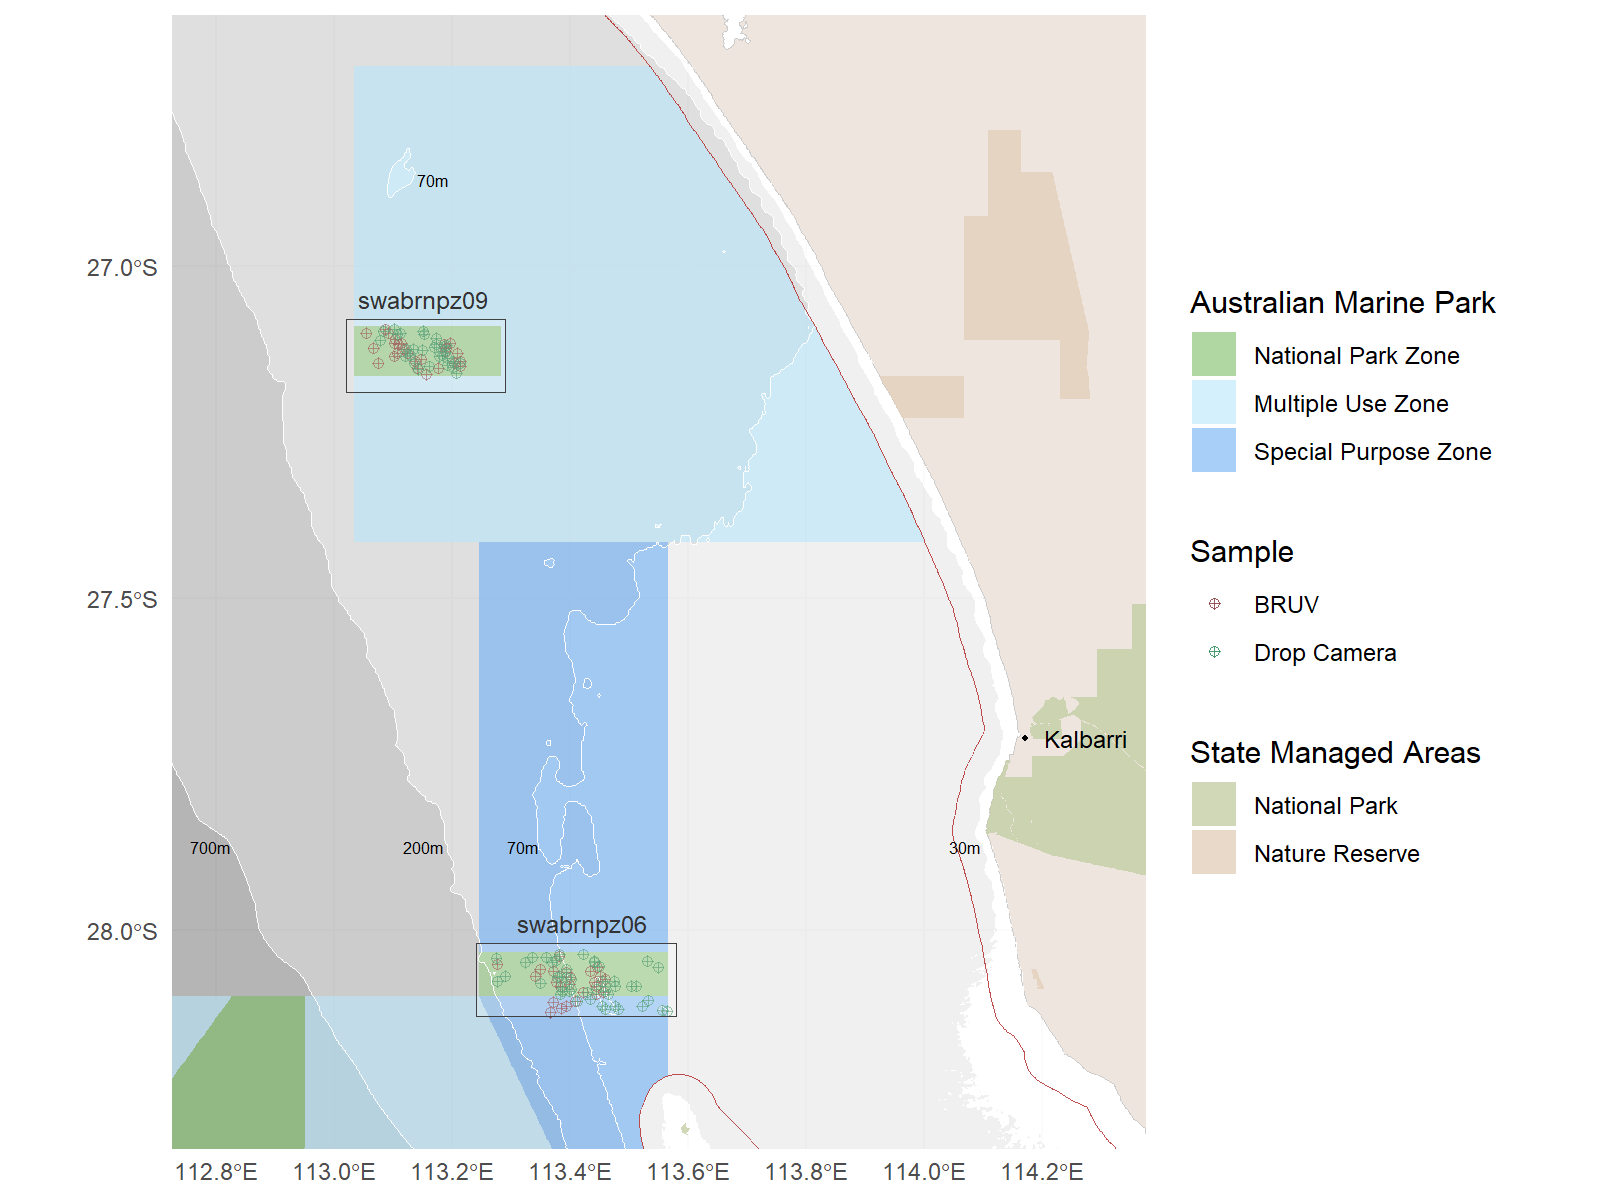 70m
27.0°S
swabrnpz09
27.5°S
Kalbarri
700m
200m
70m
30m
28.0°S
swabrnpz06
112.8°E 113.0°E 113.2°E 113.4°E 113.6°E 113.8°E 114.0°E 114.2°E
Australian Marine Park
National Park Zone
Multiple Use Zone
Special Purpose Zone
Sample
BRUV
Drop Camera
State Managed Areas
National Park
Nature Reserve